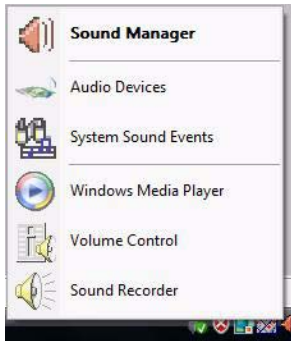 Sound Manager
Audio Devices
System Sound Events
Windows Media Player
Volume Control
Sound Recorder